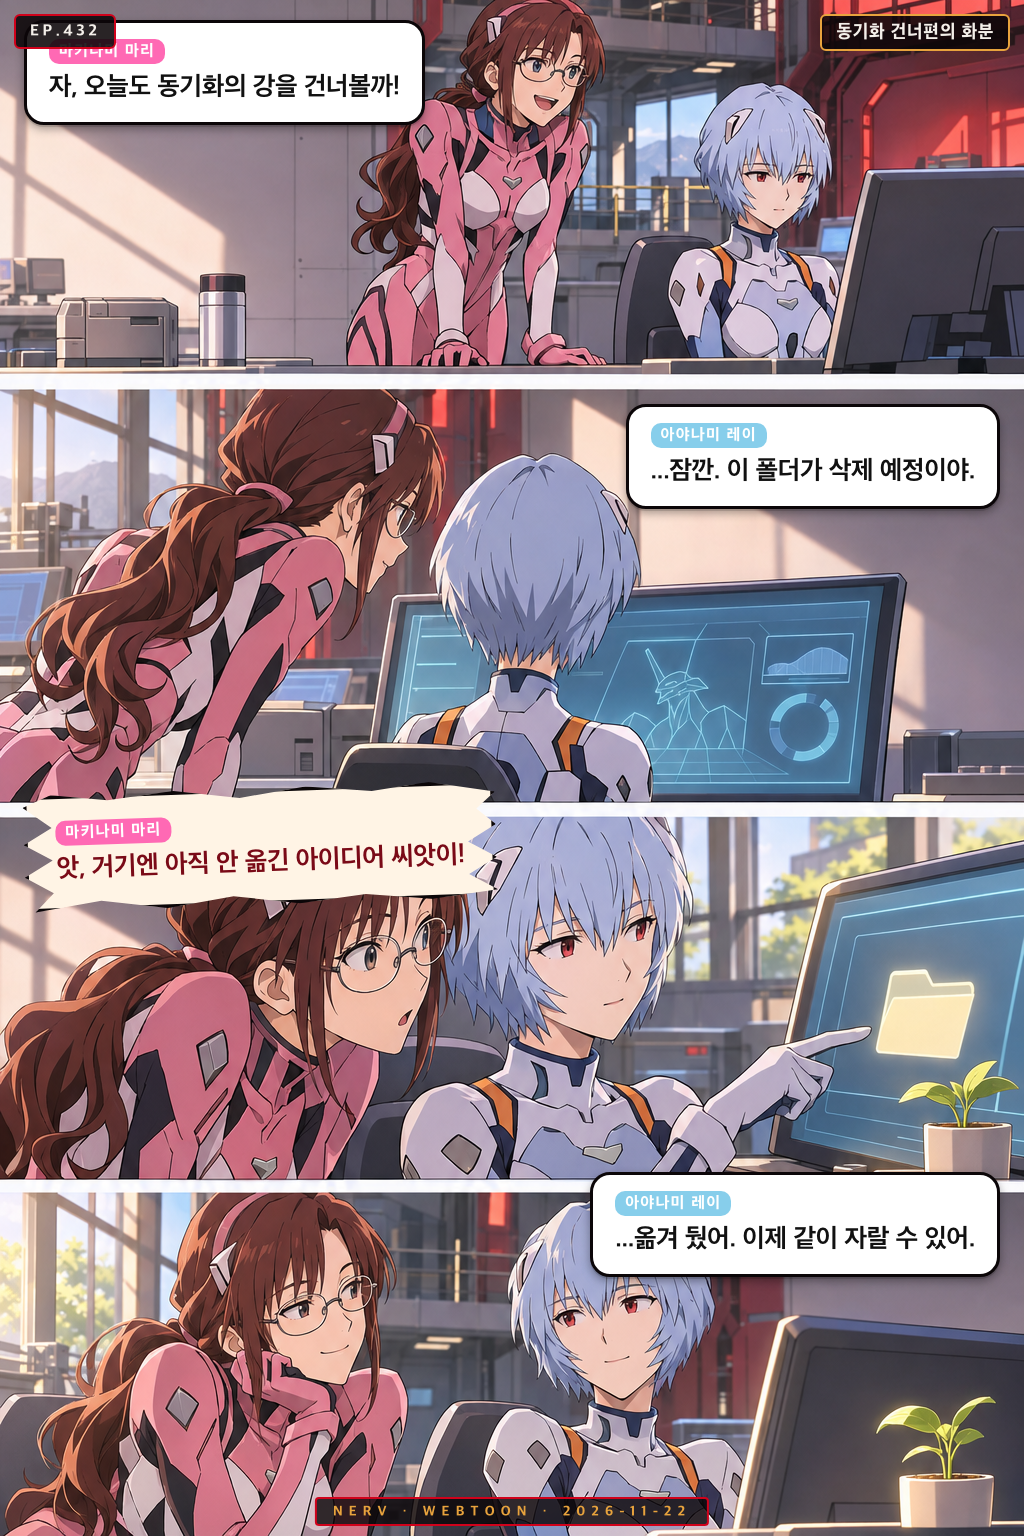 EP.432
동기화 건너편의 화분
마키나미 마리
자, 오늘도 동기화의 강을 건너볼까!
아야나미 레이
...잠깐. 이 폴더가 삭제 예정이야.
마키나미 마리
앗, 거기엔 아직 안 옮긴 아이디어 씨앗이!
아야나미 레이
...옮겨 뒀어. 이제 같이 자랄 수 있어.
NERV · WEBTOON · 2026-11-22